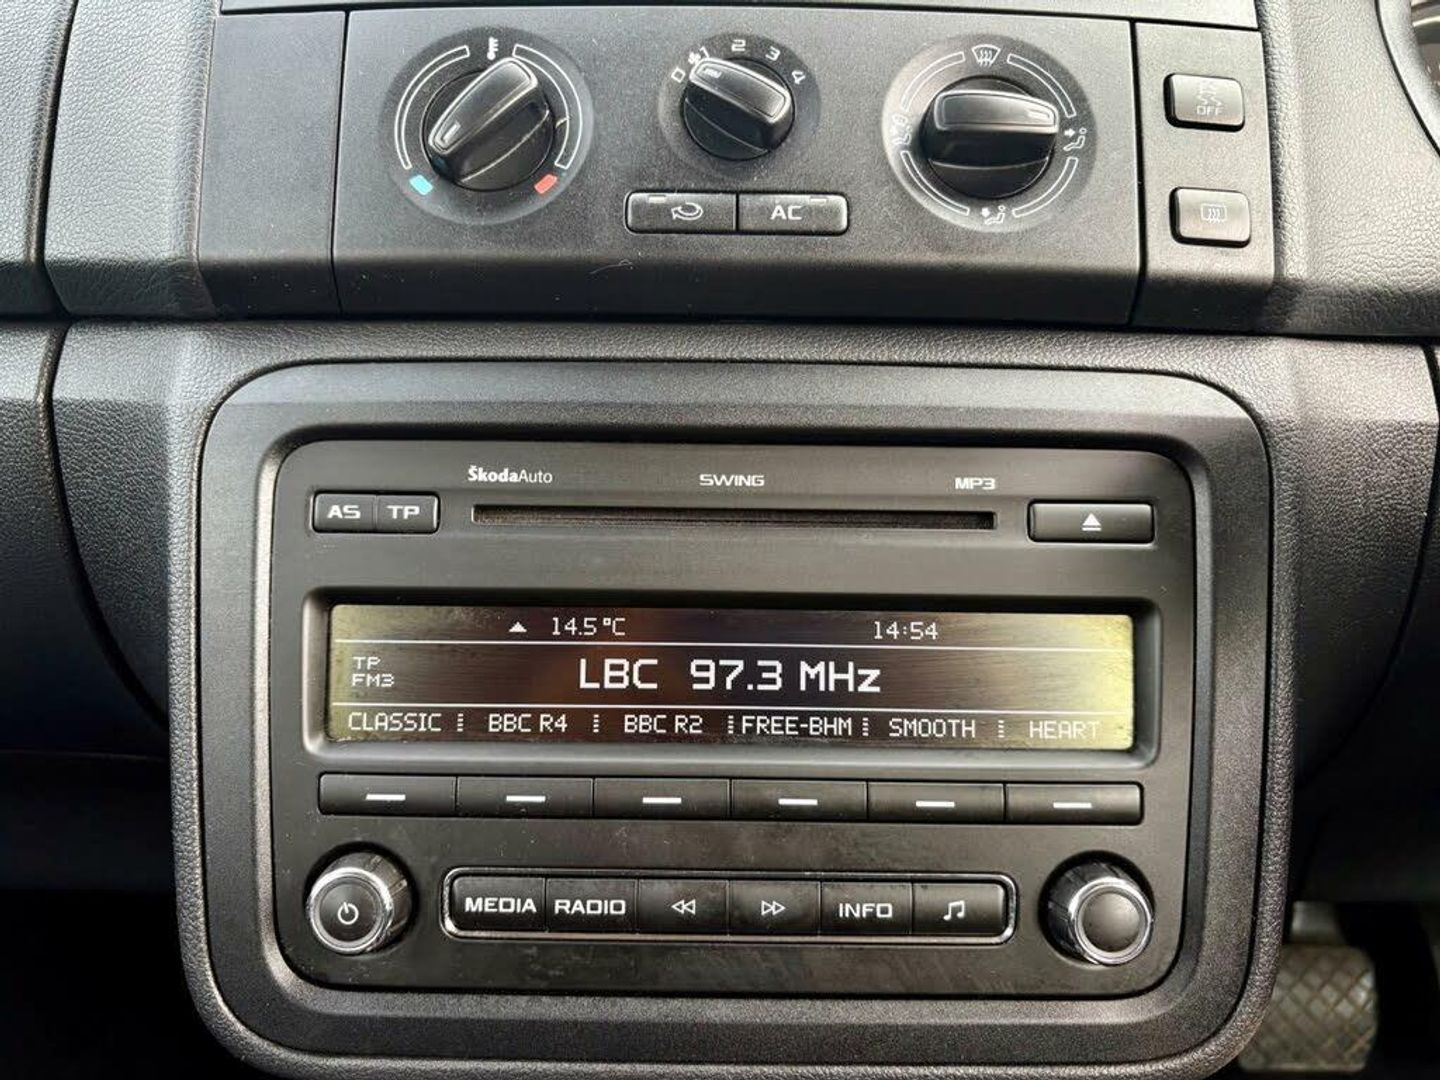 0 1 2 3 4
OFF
AC
ŠkodaAuto SWING MP3
AS TP
14.5°C 14:54
TP
FM3
LBC 97.3 MHz
CLASSIC BBC R4 BBC R2 FREE-BHM SMOOTH HEART
MEDIA RADIO INFO